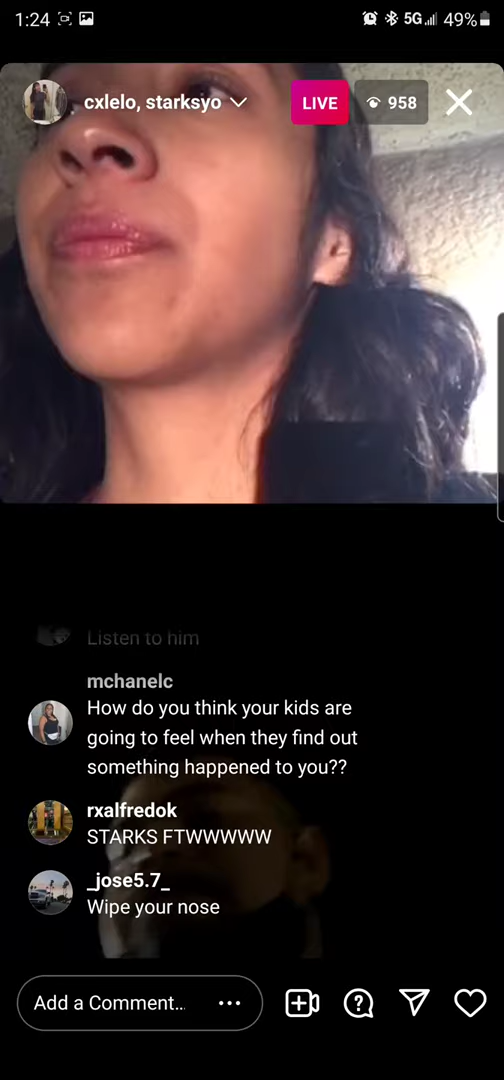 1:24 5G 49%
cxlelo, starksyo LIVE 958
Listen to him
mchanelc
How do you think your kids are
going to feel when they find out
something happened to you??
rxalfredok
STARKS FTWWWWW
_jose5.7_
Wipe your nose
Add a Comment...